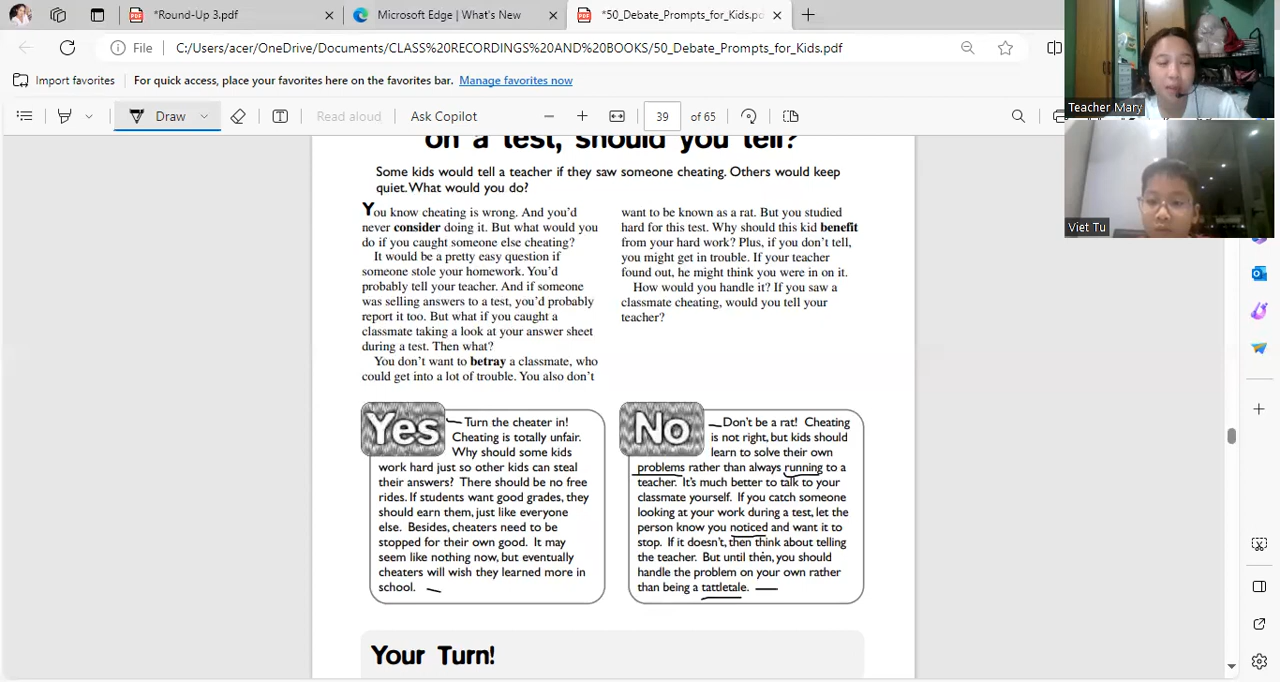 *Round-Up 3.pdf
Microsoft Edge | What's New
*50_Debate_Prompts_for_Kids.pdf
File
C:/Users/acer/OneDrive/Documents/CLASS%20RECORDINGS%20AND%20BOOKS/50_Debate_Prompts_for_Kids.pdf
Import favorites
For quick access, place your favorites here on the favorites bar. Manage favorites now
Draw
Read aloud
Ask Copilot
39 of 65
Teacher Mary
Viet Tu
on a test, should you tell?
Some kids would tell a teacher if they saw someone cheating. Others would keep
quiet. What would you do?
You know cheating is wrong. And you'd
never consider doing it. But what would you
do if you caught someone else cheating?
It would be a pretty easy question if
someone stole your homework. You'd
probably tell your teacher. And if someone
was selling answers to a test, you'd probably
report it too. But what if you caught a
classmate taking a look at your answer sheet
during a test. Then what?
You don't want to betray a classmate, who
could get into a lot of trouble. You also don't
want to be known as a rat. But you studied
hard for this test. Why should this kid benefit
from your hard work? Plus, if you don't tell,
you might get in trouble. If your teacher
found out, he might think you were in on it.
How would you handle it? If you saw a
classmate cheating, would you tell your
teacher?
Yes
Turn the cheater in!
Cheating is totally unfair.
Why should some kids
work hard just so other kids can steal
their answers? There should be no free
rides. If students want good grades, they
should earn them, just like everyone
else. Besides, cheaters need to be
stopped for their own good. It may
seem like nothing now, but eventually
cheaters will wish they learned more in
school.
No
Don't be a rat! Cheating
is not right, but kids should
learn to solve their own
problems rather than always running to a
teacher. It's much better to talk to your
classmate yourself. If you catch someone
looking at your work during a test, let the
person know you noticed and want it to
stop. If it doesn't, then think about telling
the teacher. But until then, you should
handle the problem on your own rather
than being a tattletale.
Your Turn!